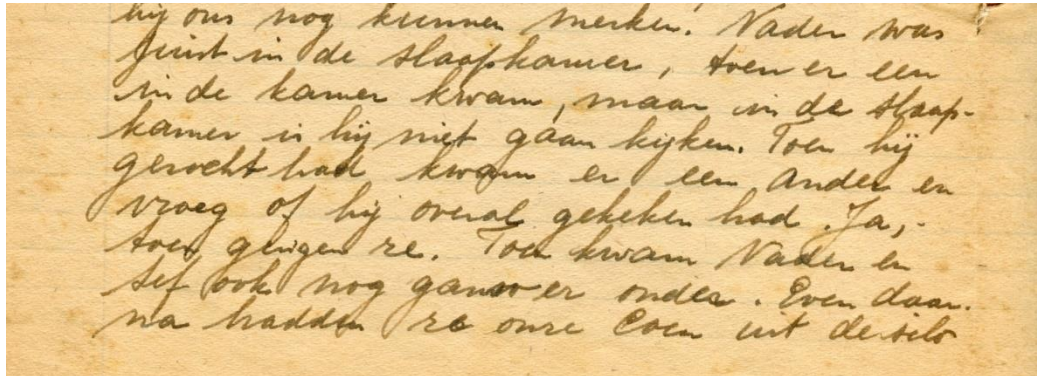 hij ons nog kunnen merken. Vader was
juist in de slaapkamer, toen er een
in de kamer kwam, maar in de slaap-
kamer is hij niet gaan kijken. Toen hij
gezocht had kwam er een ander en
vroeg of hij overal gekeken had. Ja,-
toen gingen ze. Toen kwam Vader en
Sef ook nog gauw er onder. Even daar-
na hadden ze onze Coen uit de silo